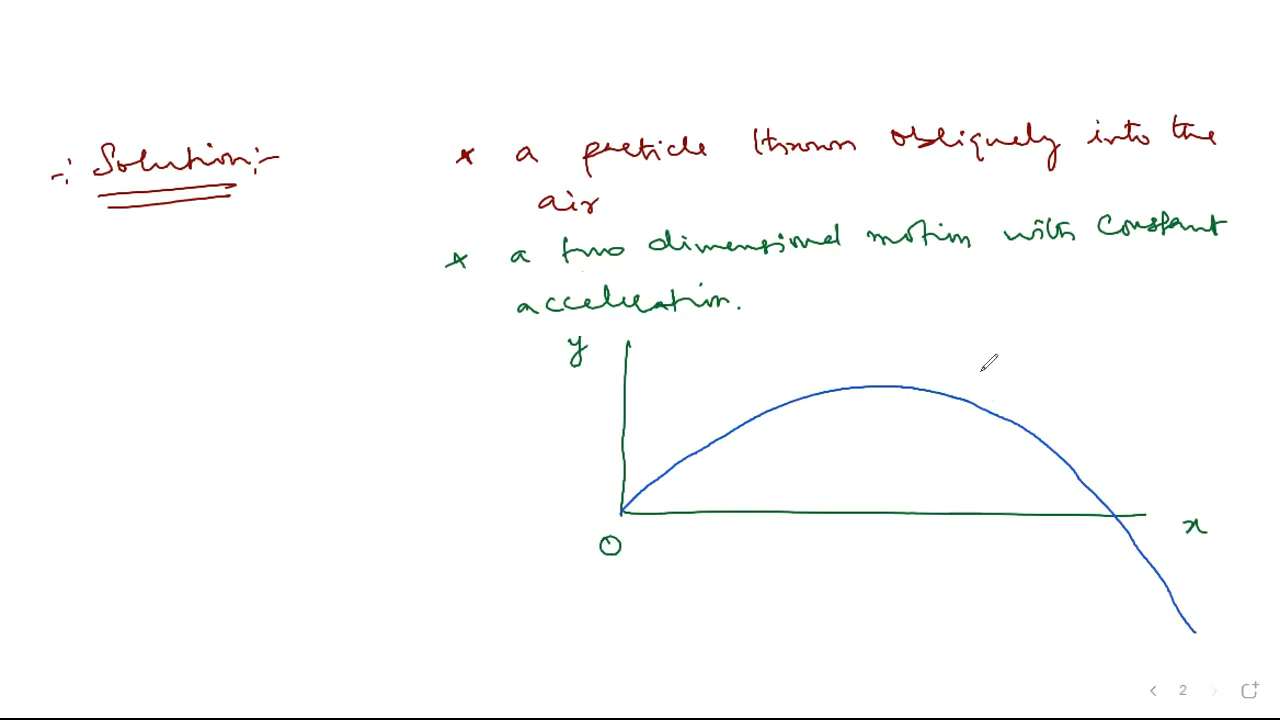 -:- Solution :-
* a particle thrown obliquely into the
air
* a two dimensional motion with constant
acceleration.
y
O
x
2